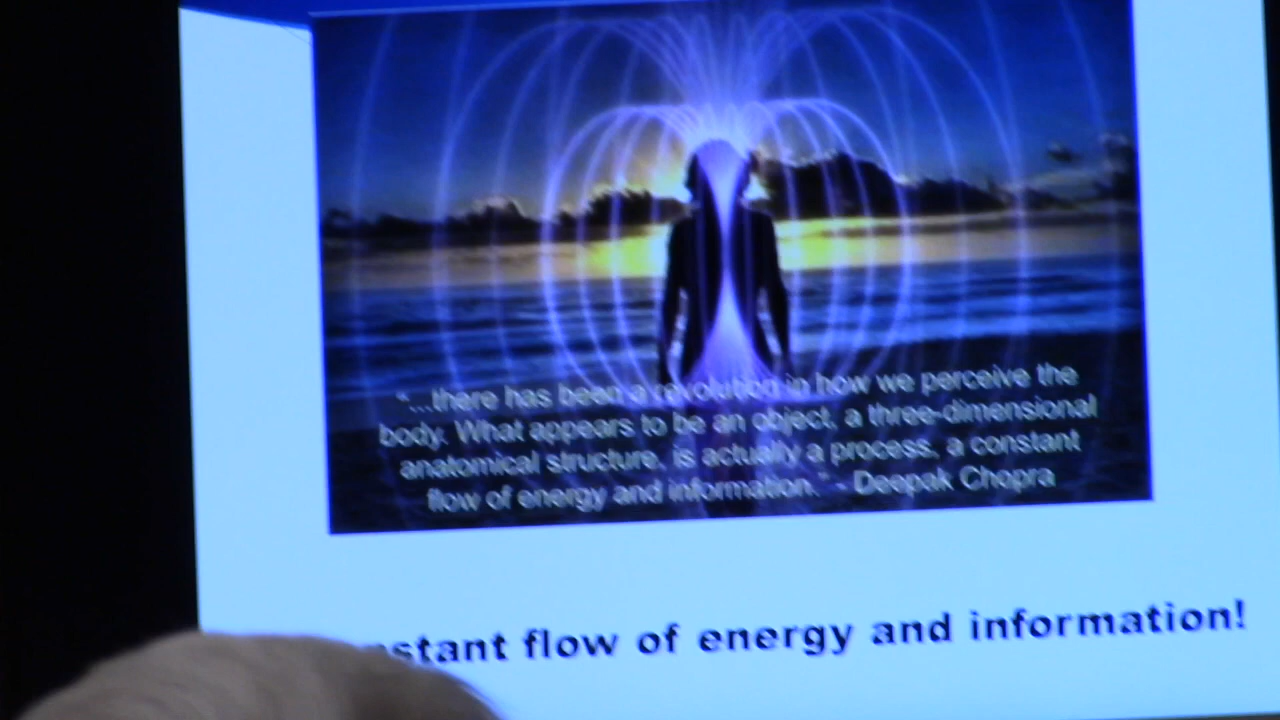 "...there has been a revolution in how we perceive the
body. What appears to be an object, a three-dimensional
anatomical structure, is actually a process, a constant
flow of energy and information." - Deepak Chopra
nstant flow of energy and information!